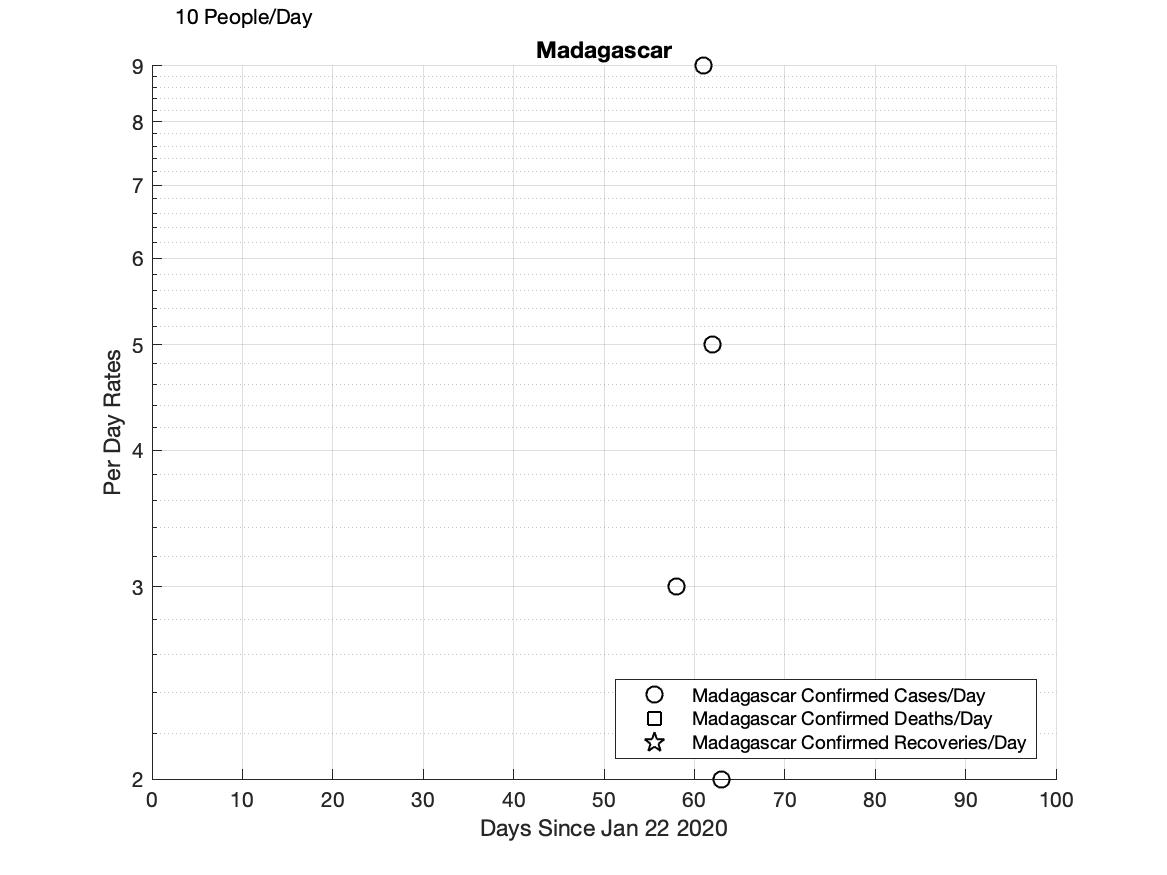 10 People/Day
Madagascar
9
8
7
6
5
4
3
2
Per Day Rates
Madagascar Confirmed Cases/Day
Madagascar Confirmed Deaths/Day
Madagascar Confirmed Recoveries/Day
0 10 20 30 40 50 60 70 80 90 100
Days Since Jan 22 2020